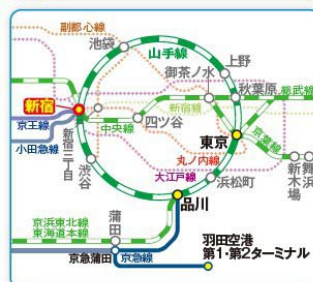 副都心線
池袋
山手線
上野
御茶ノ水
秋葉原
総武線
新宿
新宿線
京王線
中央線
四ツ谷
東京
京葉線
小田急線
新宿三丁目
丸ノ内線
渋谷
大江戸線
浜松町
新木場
舞浜
品川
京浜東北線
東海道本線
蒲田
羽田空港
第1・第2ターミナル
京急蒲田
京急線